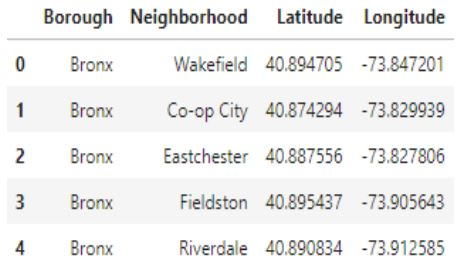 Borough Neighborhood Latitude Longitude
0 Bronx Wakefield 40.894705 -73.847201
1 Bronx Co-op City 40.874294 -73.829939
2 Bronx Eastchester 40.887556 -73.827806
3 Bronx Fieldston 40.895437 -73.905643
4 Bronx Riverdale 40.890834 -73.912585